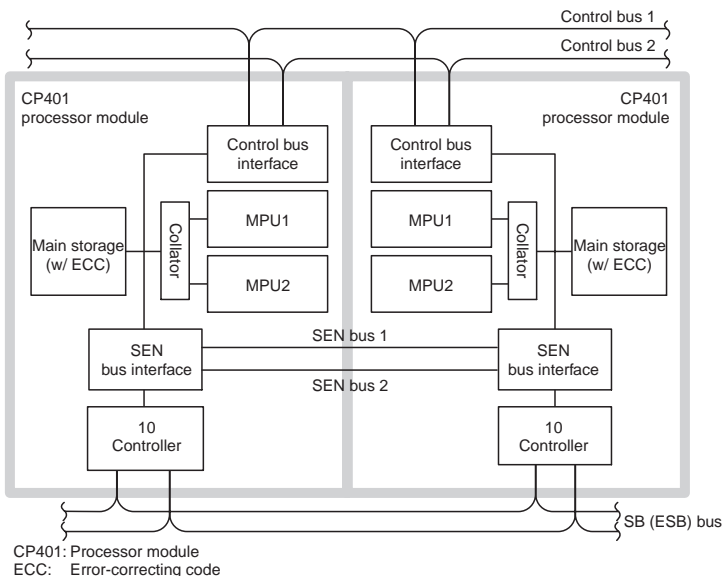 Control bus 1
Control bus 2
CP401
processor module
CP401
processor module
Control bus
interface
Control bus
interface
Main storage
(w/ ECC)
Collator
MPU1
MPU2
MPU1
MPU2
Collator
Main storage
(w/ ECC)
SEN bus 1
SEN
bus interface
SEN
bus interface
SEN bus 2
10
Controller
10
Controller
SB (ESB) bus
CP401: Processor module
ECC: Error-correcting code